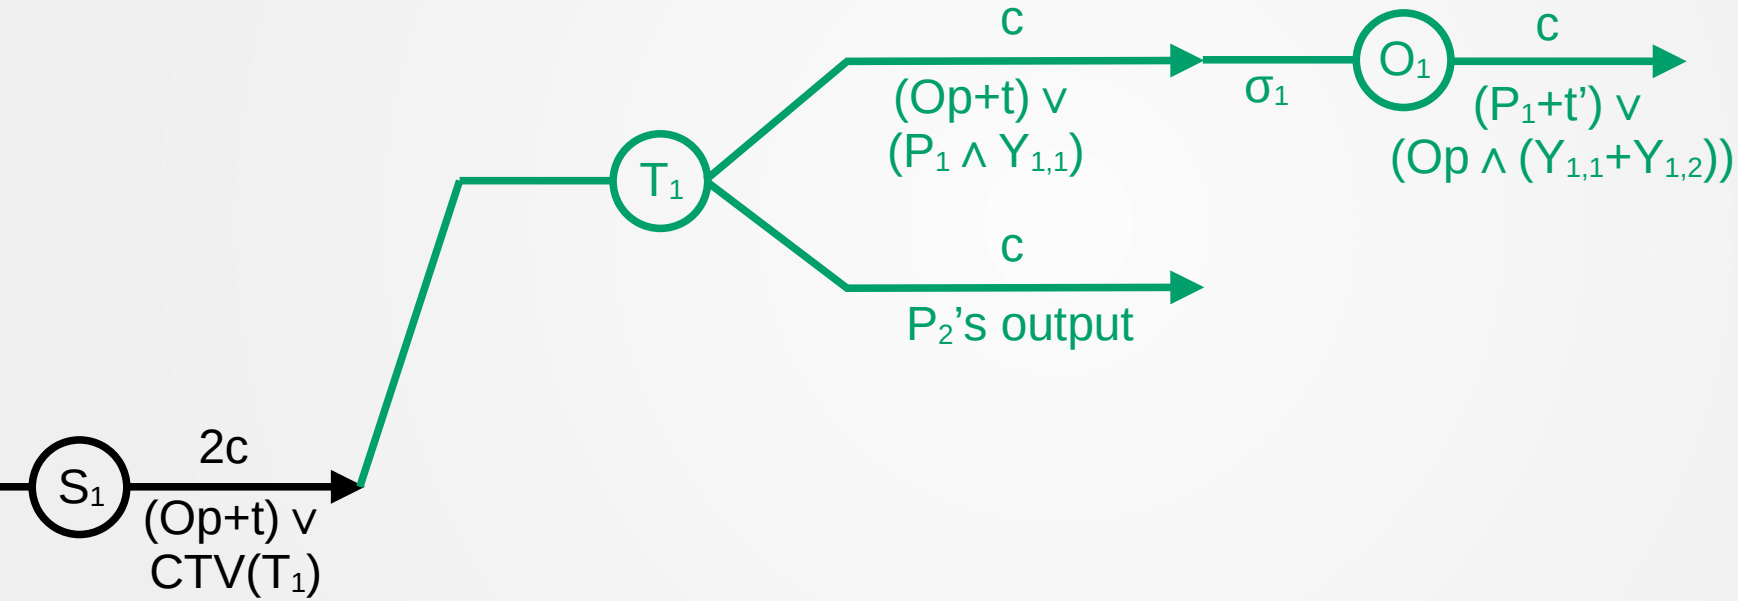 c
(Op+t) ∨
(P₁ ∧ Y₁,₁)
σ₁
O₁
c
(P₁+t’) ∨
(Op ∧ (Y₁,₁+Y₁,₂))
T₁
c
P₂’s output
S₁
2c
(Op+t) ∨
CTV(T₁)